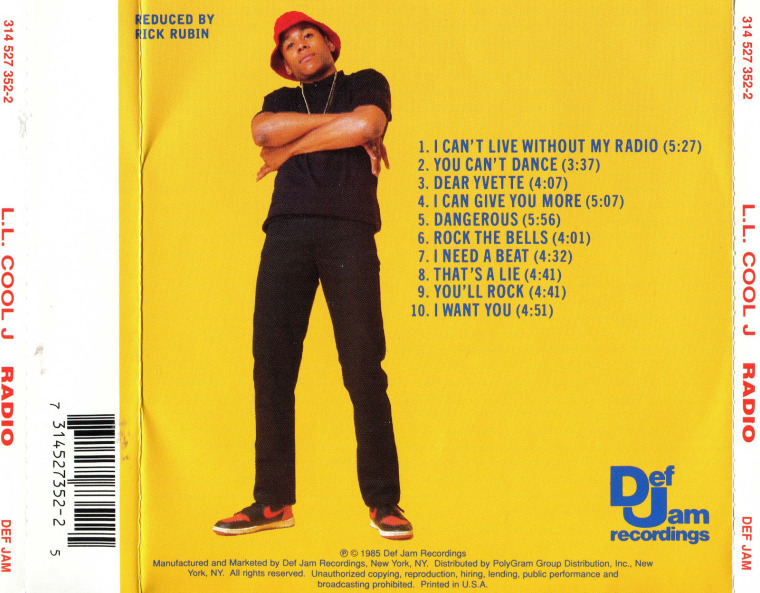 314 527 352-2
L.L. COOL J RADIO
DEF JAM
7 314527352-2 5
REDUCED BY
RICK RUBIN
1. I CAN'T LIVE WITHOUT MY RADIO (5:27)
2. YOU CAN'T DANCE (3:37)
3. DEAR YVETTE (4:07)
4. I CAN GIVE YOU MORE (5:07)
5. DANGEROUS (5:56)
6. ROCK THE BELLS (4:01)
7. I NEED A BEAT (4:32)
8. THAT'S A LIE (4:41)
9. YOU'LL ROCK (4:41)
10. I WANT YOU (4:51)
Def
Jam
recordings
℗ © 1985 Def Jam Recordings
Manufactured and Marketed by Def Jam Recordings, New York, NY. Distributed by PolyGram Group Distribution, Inc., New
York, NY. All rights reserved. Unauthorized copying, reproduction, hiring, lending, public performance and
broadcasting prohibited. Printed in U.S.A.
314 527 352-2
L.L. COOL J RADIO
DEF JAM